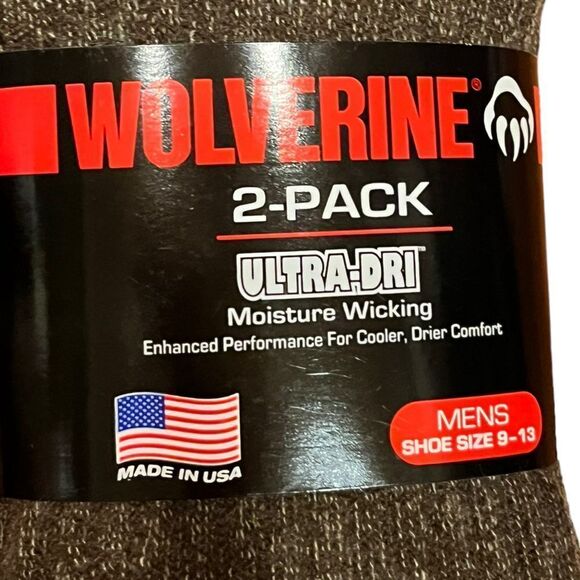 WOLVERINE®
2-PACK
ULTRA-DRI™
Moisture Wicking
Enhanced Performance For Cooler, Drier Comfort
MADE IN USA
MENS
SHOE SIZE 9-13